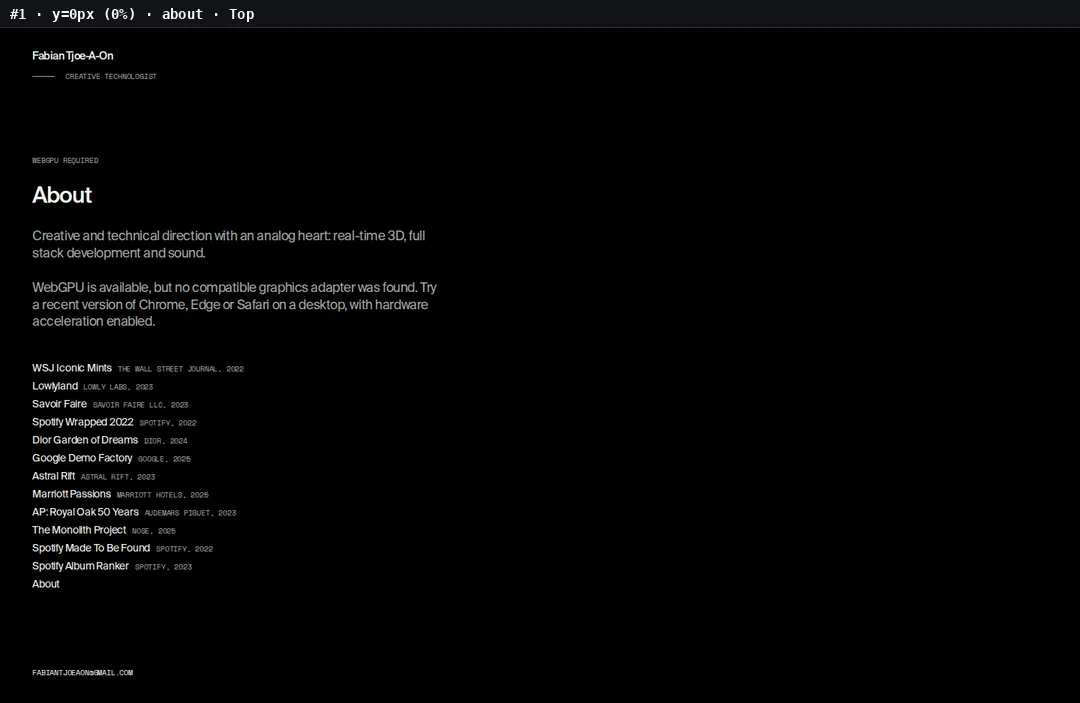 #1 · y=0px (0%) · about · Top
Fabian Tjoe-A-On
CREATIVE TECHNOLOGIST
WEBGPU REQUIRED
About
Creative and technical direction with an analog heart: real-time 3D, full
stack development and sound.
WebGPU is available, but no compatible graphics adapter was found. Try
a recent version of Chrome, Edge or Safari on a desktop, with hardware
acceleration enabled.
WSJ Iconic Mints THE WALL STREET JOURNAL, 2022
Lowlyland LOWLY LABS, 2023
Savoir Faire SAVOIR FAIRE LLC, 2023
Spotify Wrapped 2022 SPOTIFY, 2022
Dior Garden of Dreams DIOR, 2024
Google Demo Factory GOOGLE, 2025
Astral Rift ASTRAL RIFT, 2023
Marriott Passions MARRIOTT HOTELS, 2025
AP: Royal Oak 50 Years AUDEMARS PIGUET, 2023
The Monolith Project NOSE, 2025
Spotify Made To Be Found SPOTIFY, 2022
Spotify Album Ranker SPOTIFY, 2023
About
FABIANTJOEAON@GMAIL.COM